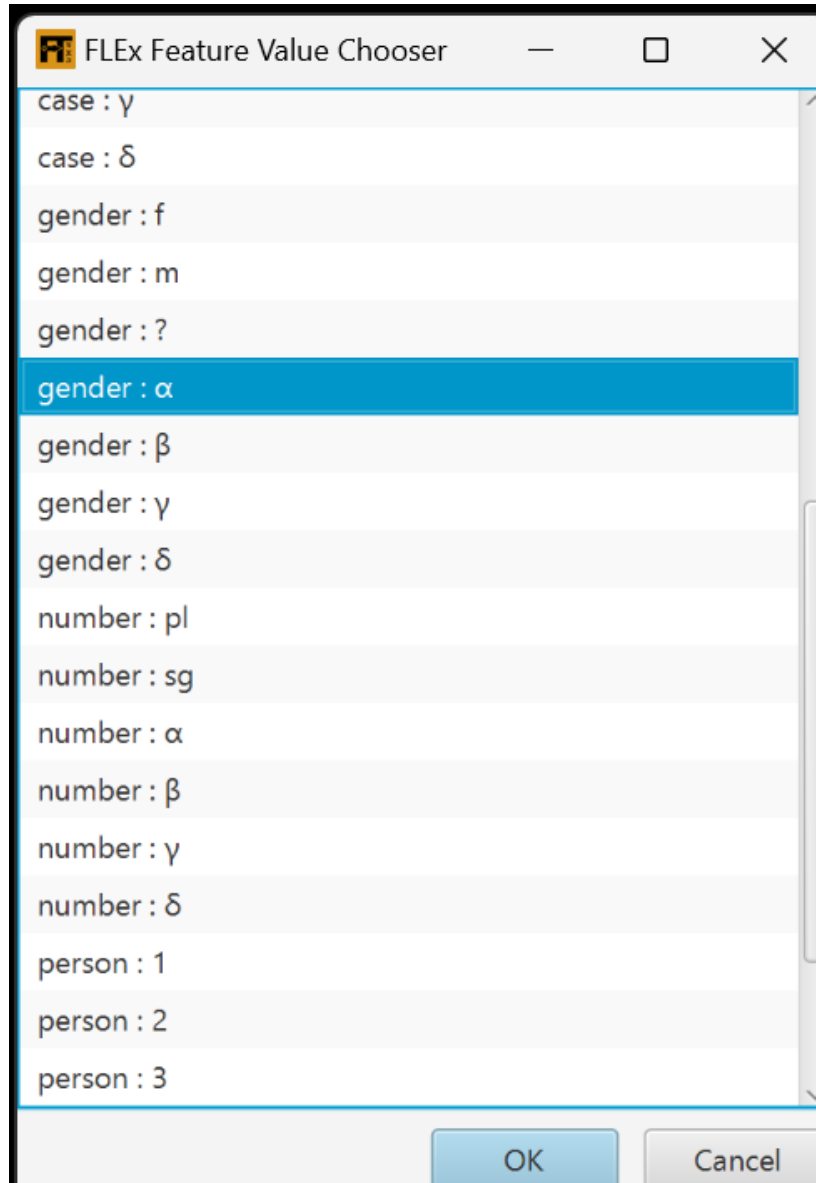 FLEx Feature Value Chooser
case : γ
case : δ
gender : f
gender : m
gender : ?
gender : α
gender : β
gender : γ
gender : δ
number : pl
number : sg
number : α
number : β
number : γ
number : δ
person : 1
person : 2
person : 3
OK Cancel